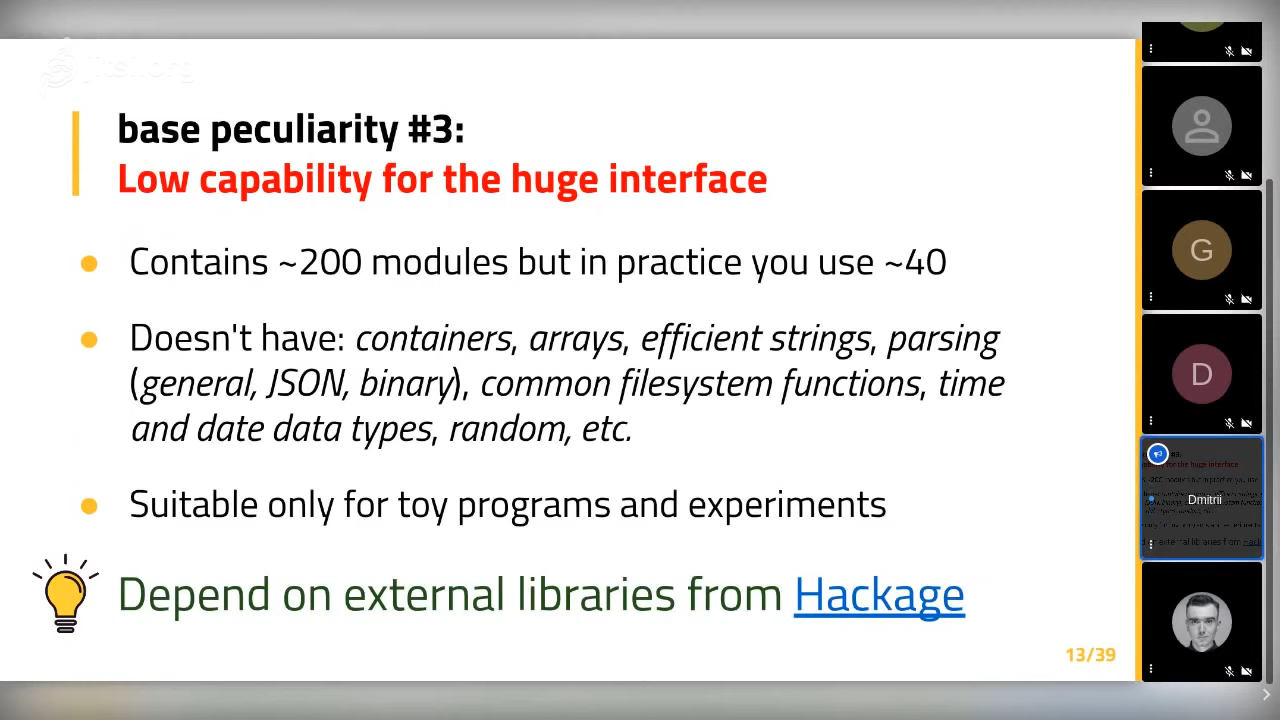 jitsi.org
base peculiarity #3:
Low capability for the huge interface
Contains ~200 modules but in practice you use ~40
Doesn't have: containers, arrays, efficient strings, parsing
(general, JSON, binary), common filesystem functions, time
and date data types, random, etc.
Suitable only for toy programs and experiments
Depend on external libraries from Hackage
13/39
G
D
Dmitrii